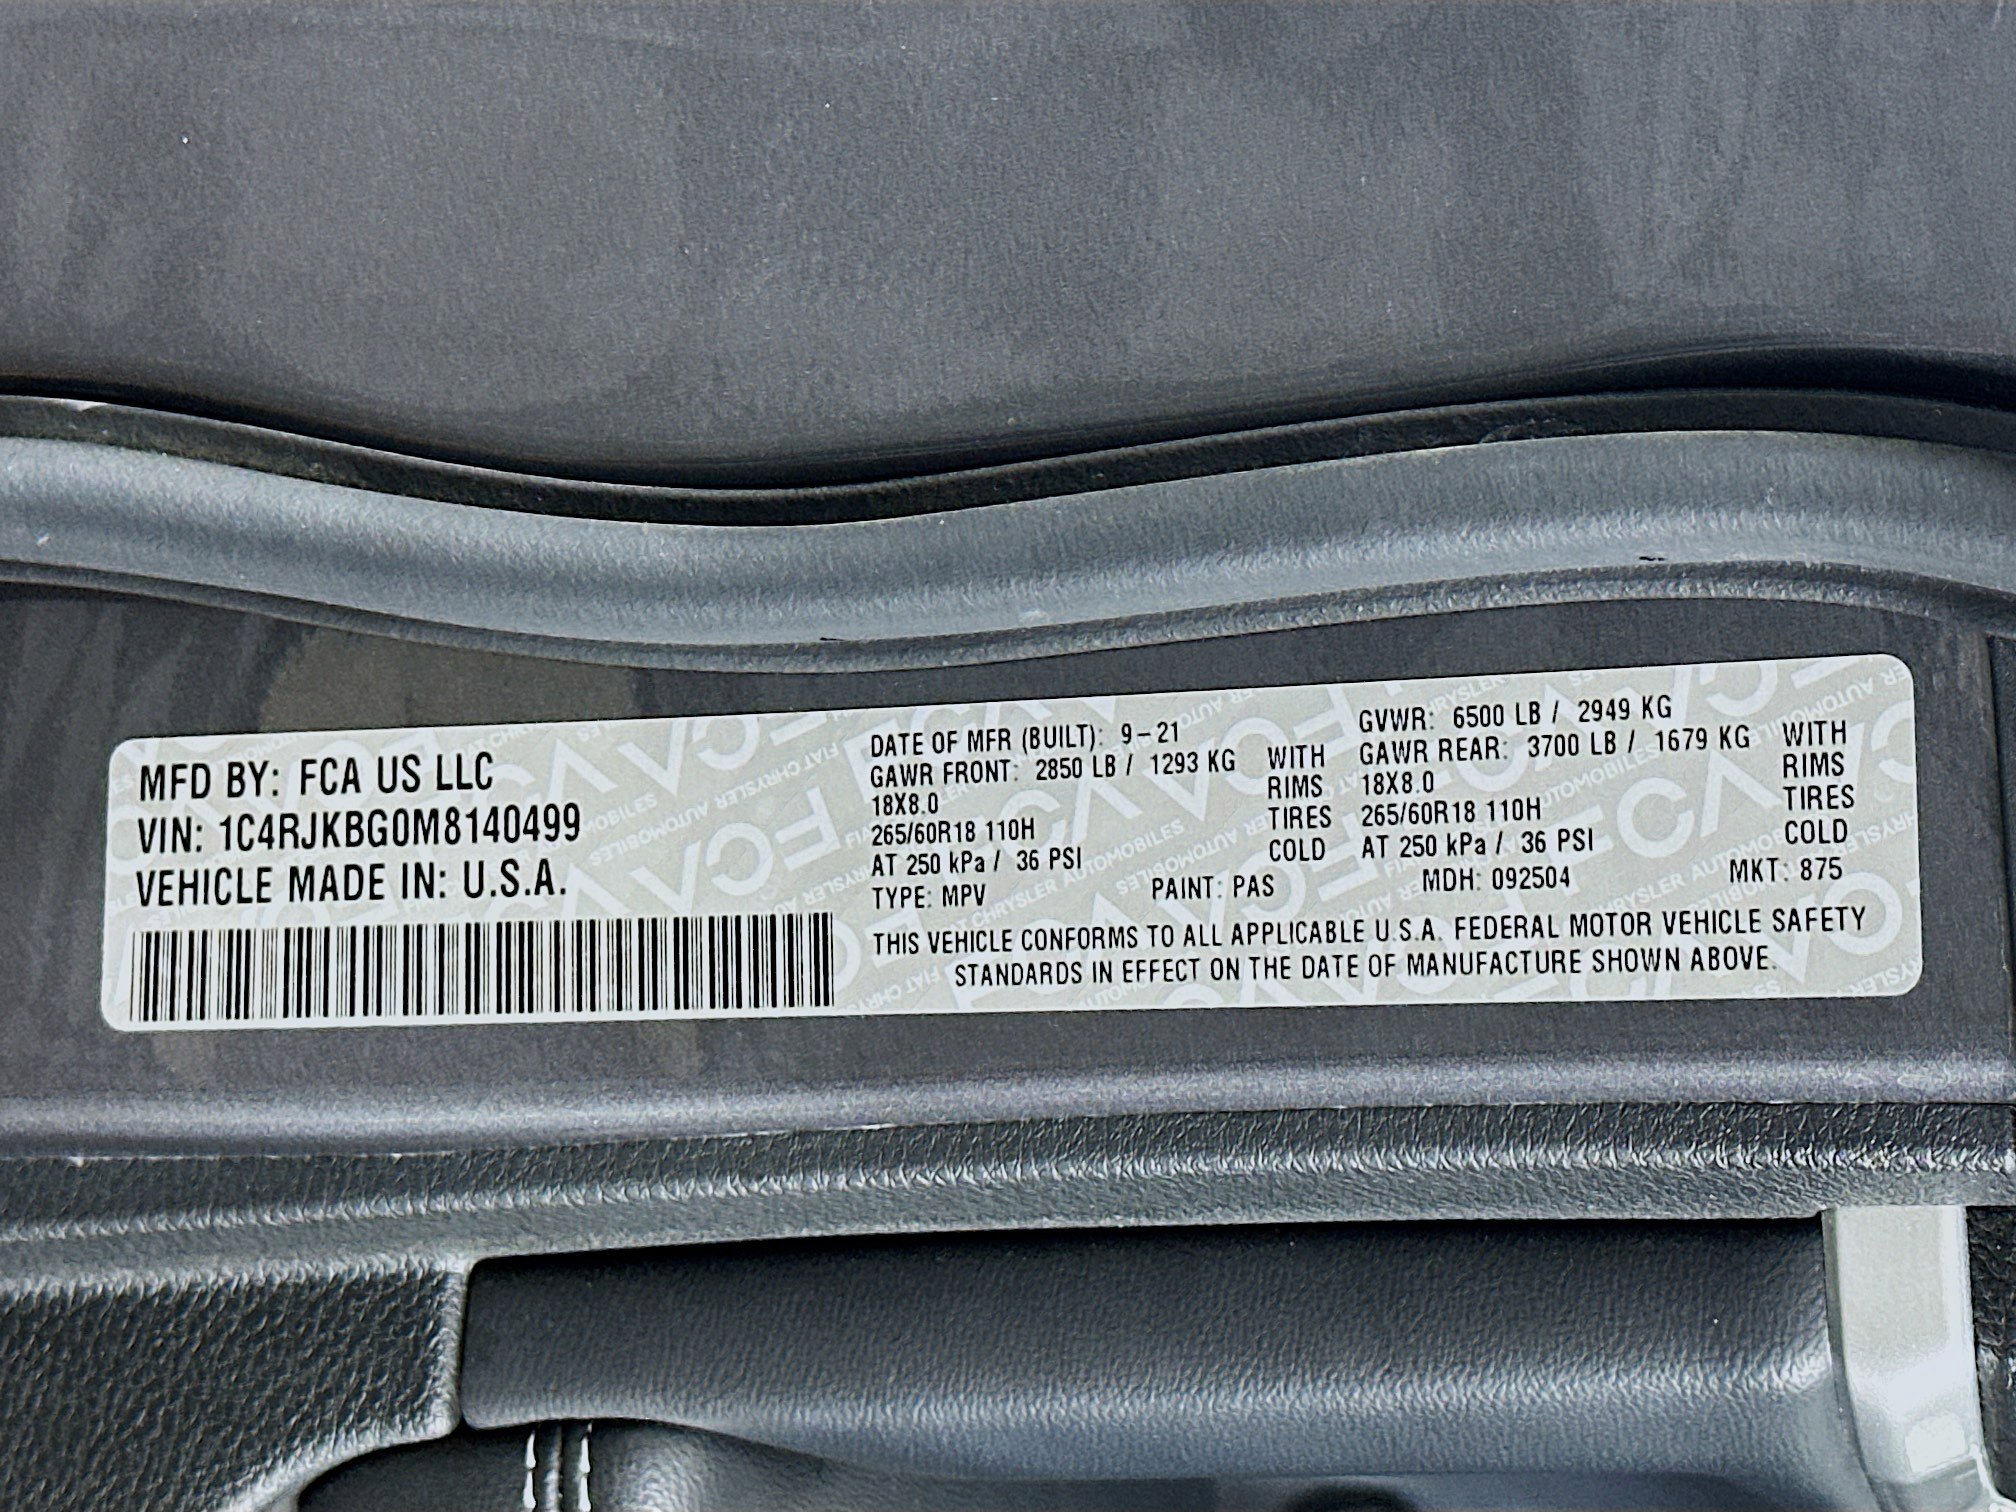 MFD BY: FCA US LLC
VIN: 1C4RJKBG0M8140499
VEHICLE MADE IN: U.S.A.
DATE OF MFR (BUILT): 9-21
GVWR: 6500 LB / 2949 KG
GAWR FRONT: 2850 LB / 1293 KG WITH
18X8.0 RIMS
265/60R18 110H TIRES
AT 250 kPa / 36 PSI COLD
GAWR REAR: 3700 LB / 1679 KG WITH
18X8.0 RIMS
265/60R18 110H TIRES
AT 250 kPa / 36 PSI COLD
TYPE: MPV PAINT: PAS MDH: 092504 MKT: 875
THIS VEHICLE CONFORMS TO ALL APPLICABLE U.S.A. FEDERAL MOTOR VEHICLE SAFETY
STANDARDS IN EFFECT ON THE DATE OF MANUFACTURE SHOWN ABOVE.